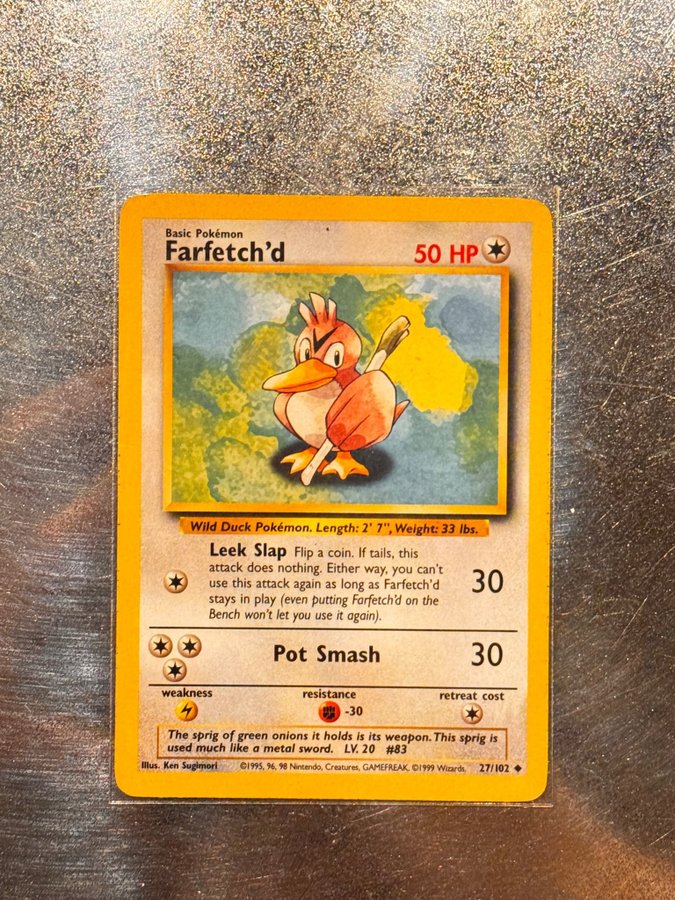 Basic Pokémon
Farfetch'd 50 HP
Wild Duck Pokémon. Length: 2' 7", Weight: 33 lbs.
Leek Slap Flip a coin. If tails, this
attack does nothing. Either way, you can't
use this attack again as long as Farfetch'd
stays in play (even putting Farfetch'd on the
Bench won't let you use it again).
30
Pot Smash 30
weakness resistance retreat cost
-30
The sprig of green onions it holds is its weapon. This sprig is
used much like a metal sword. LV. 20 #83
Illus. Ken Sugimori ©1995, 96, 98 Nintendo, Creatures, GAMEFREAK. ©1999 Wizards. 27/102